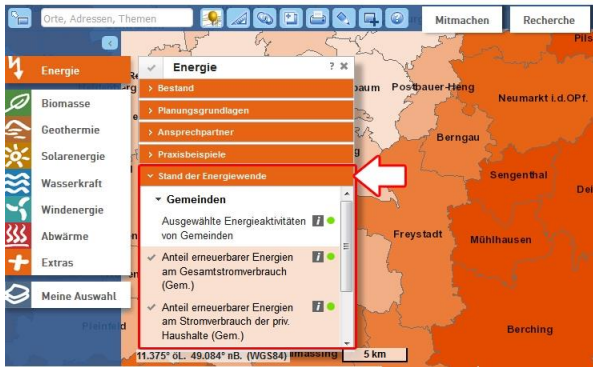 Orte, Adressen, Themen
Mitmachen
Recherche
Energie
Biomasse
Geothermie
Solarenergie
Wasserkraft
Windenergie
Abwärme
Extras
Meine Auswahl
Energie ? ×
Bestand
Planungsgrundlagen
Ansprechpartner
Praxisbeispiele
Stand der Energiewende
Gemeinden
Ausgewählte Energieaktivitäten
von Gemeinden
Anteil erneuerbarer Energien
am Gesamtstromverbrauch
(Gem.)
Anteil erneuerbarer Energien
am Stromverbrauch der priv.
Haushalte (Gem.)
Pils
Postbauer-Heng
Neumarkt i.d.OPf.
Berngau
Sengenthal
Freystadt
Mühlhausen
Berching
11.375° öL. 49.084° nB. (WGS84)
5 km